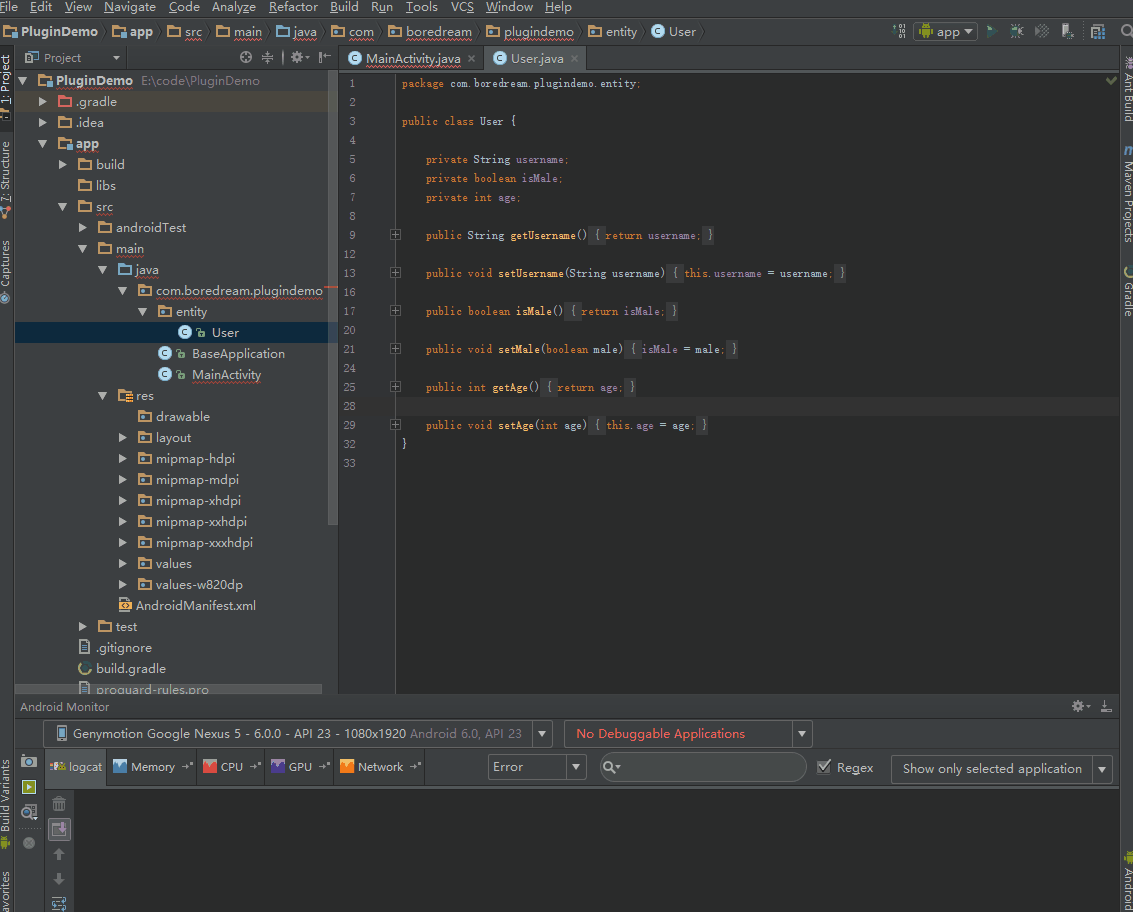 File Edit View Navigate Code Analyze Refactor Build Run Tools VCS Window Help
PluginDemo app src main java com boredream plugindemo entity User app
Project
MainActivity.java User.java
1: Project
7: Structure
Captures
Build Variants
PluginDemo E:\code\PluginDemo
.gradle
.idea
app
build
libs
src
androidTest
main
java
com.boredream.plugindemo
entity
User
BaseApplication
MainActivity
res
drawable
layout
mipmap-hdpi
mipmap-mdpi
mipmap-xhdpi
mipmap-xxhdpi
mipmap-xxxhdpi
values
values-w820dp
AndroidManifest.xml
test
.gitignore
build.gradle
proguard-rules.pro
1 package com.boredream.plugindemo.entity;
2
3 public class User {
4
5 private String username;
6 private boolean isMale;
7 private int age;
8
9 public String getUsername() { return username; }
12
13 public void setUsername(String username) { this.username = username; }
16
17 public boolean isMale() { return isMale; }
20
21 public void setMale(boolean male) { isMale = male; }
24
25 public int getAge() { return age; }
28
29 public void setAge(int age) { this.age = age; }
32 }
33
Ant Build
Maven Projects
Gradle
Android
Android Monitor
Genymotion Google Nexus 5 - 6.0.0 - API 23 - 1080x1920 Android 6.0, API 23 No Debuggable Applications
logcat Memory CPU GPU Network Error Regex Show only selected application